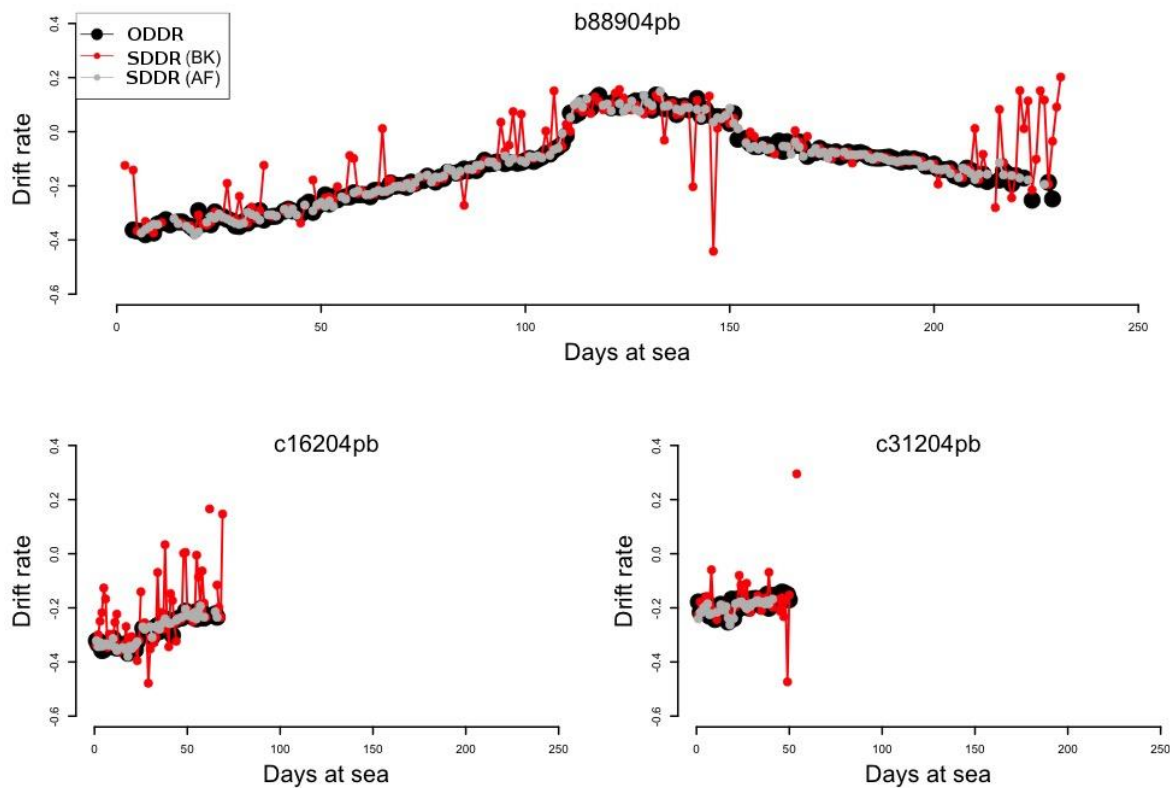 b88904pb
ODDR
SDDR (BK)
SDDR (AF)
Drift rate
0.4
0.2
0.0
-0.2
-0.4
-0.6
0 50 100 150 200 250
Days at sea
c16204pb
Drift rate
0.4
0.2
0.0
-0.2
-0.4
-0.6
0 50 100 150 200 250
Days at sea
c31204pb
Drift rate
0.4
0.2
0.0
-0.2
-0.4
-0.6
0 50 100 150 200 250
Days at sea